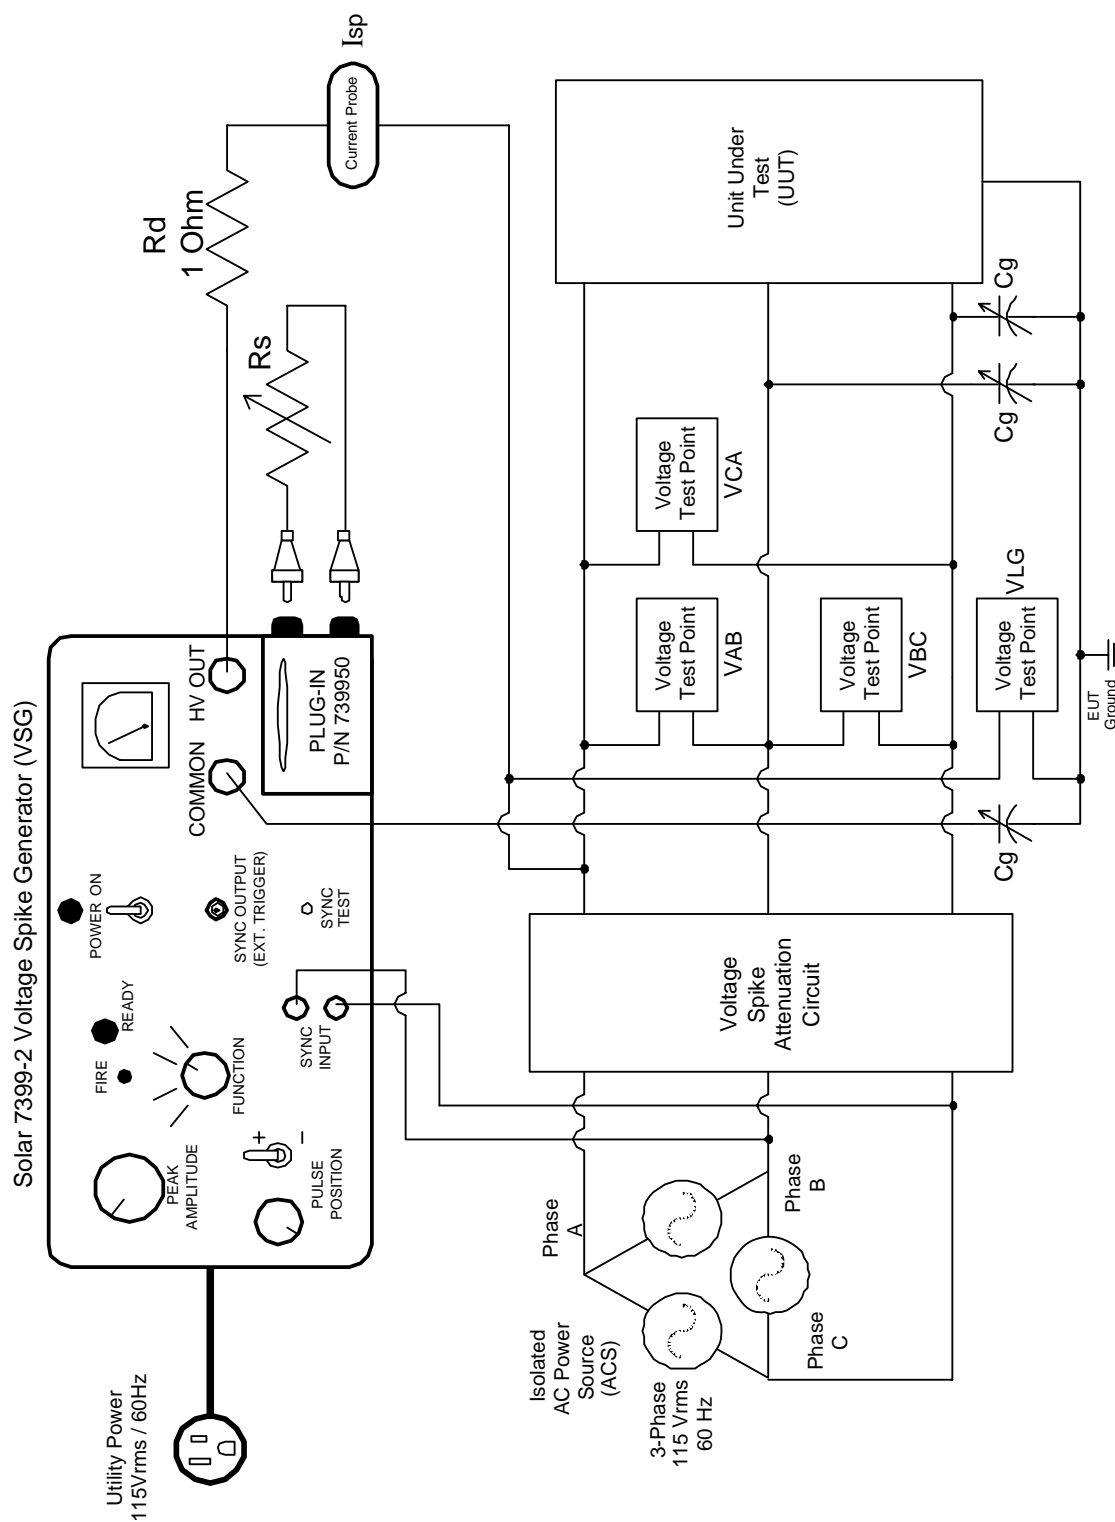 Solar 7399-2 Voltage Spike Generator (VSG)
Utility Power
115Vrms / 60Hz
PEAK
AMPLITUDE
FIRE
READY
POWER ON
+
−
PULSE
POSITION
FUNCTION
SYNC
INPUT
SYNC OUTPUT
(EXT. TRIGGER)
SYNC
TEST
COMMON
HV OUT
PLUG-IN
P/N 739950
Rd
1 Ohm
Rs
Current Probe
Isp
Isolated
AC Power
Source
(ACS)
3-Phase
115 Vrms
60 Hz
Phase
A
Phase
B
Phase
C
Voltage
Spike
Attenuation
Circuit
Voltage
Test Point
VAB
Voltage
Test Point
VCA
Voltage
Test Point
VBC
Voltage
Test Point
VLG
Cg
Cg
Cg
EUT
Ground
Unit Under
Test
(UUT)